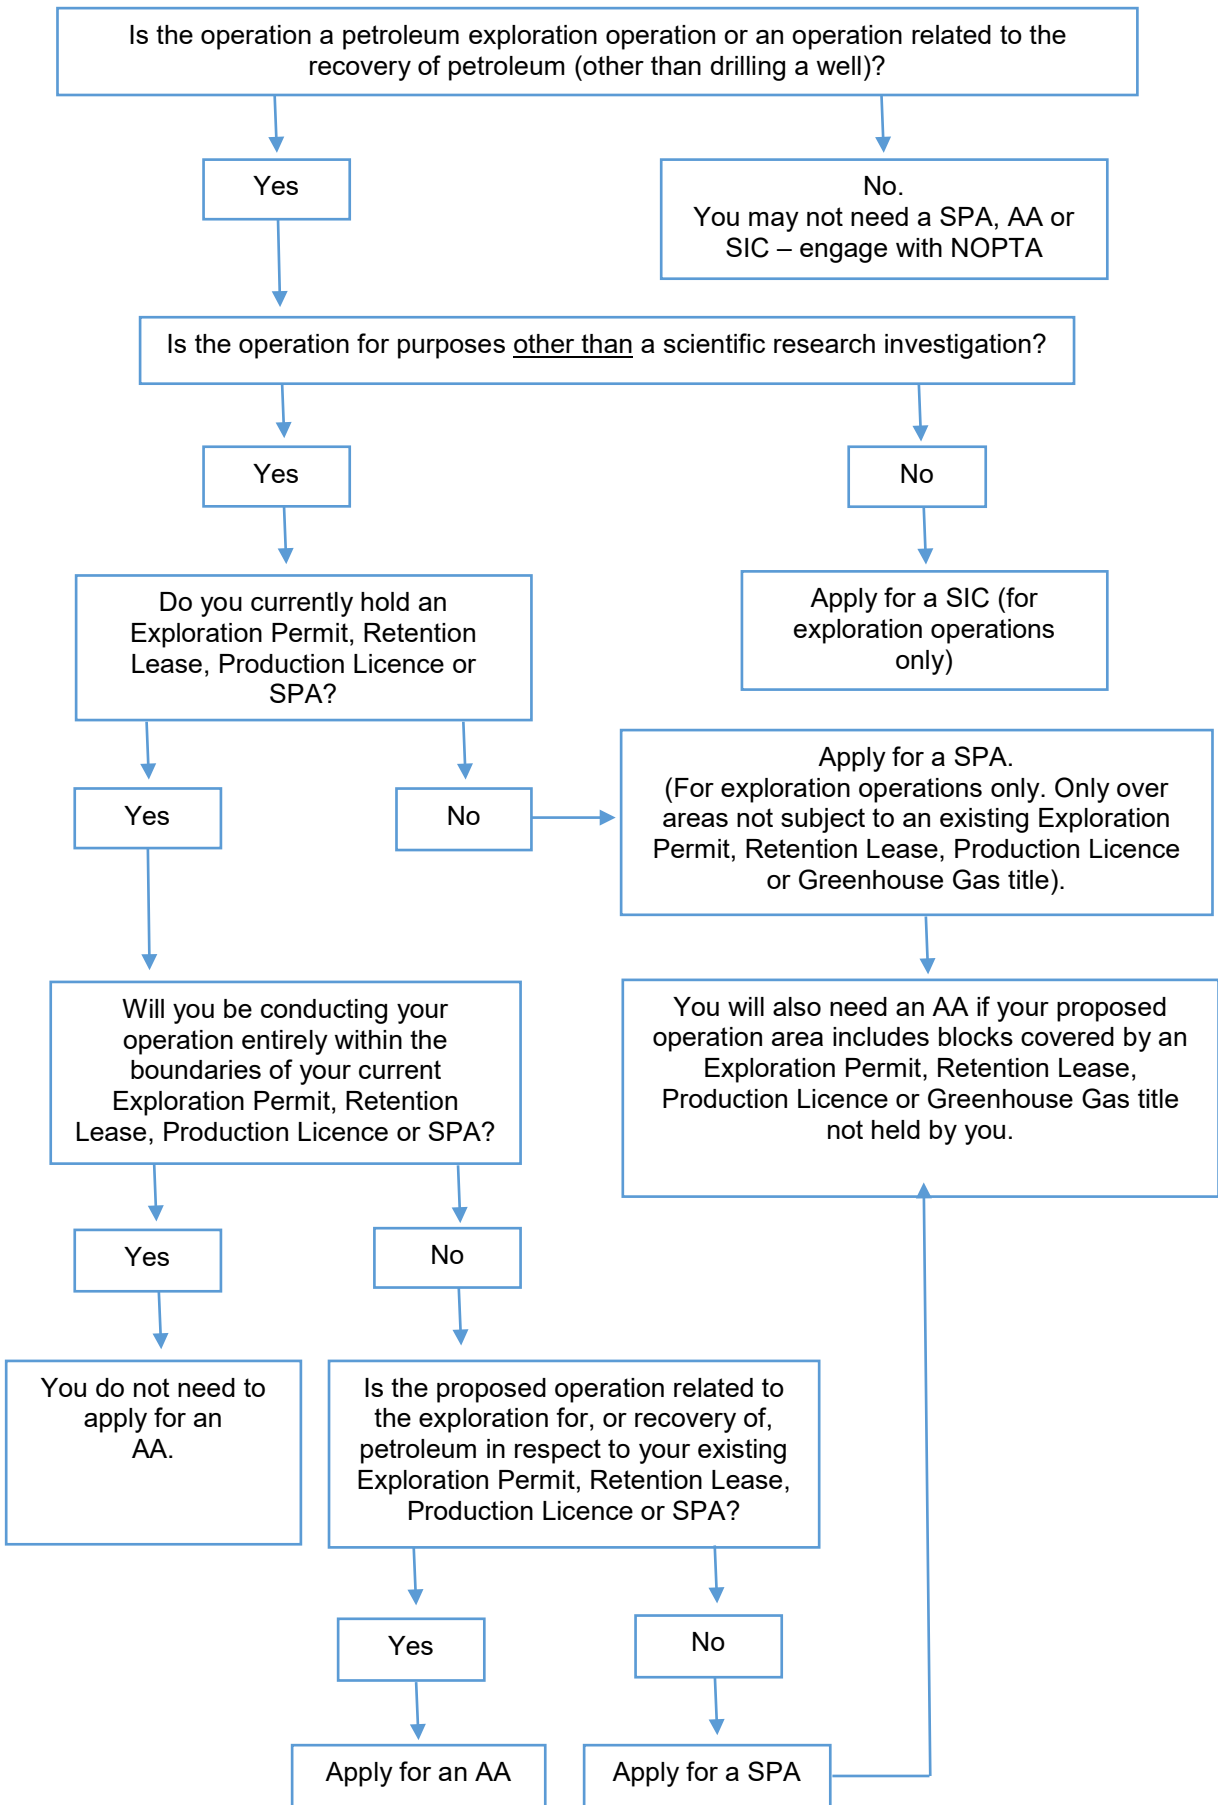 Is the operation a petroleum exploration operation or an operation related to the
recovery of petroleum (other than drilling a well)?
Yes
No.
You may not need a SPA, AA or
SIC – engage with NOPTA
Is the operation for purposes other than a scientific research investigation?
Yes
No
Do you currently hold an
Exploration Permit, Retention
Lease, Production Licence or
SPA?
Apply for a SIC (for
exploration operations
only)
Yes
No
Apply for a SPA.
(For exploration operations only. Only over
areas not subject to an existing Exploration
Permit, Retention Lease, Production Licence
or Greenhouse Gas title).
Will you be conducting your
operation entirely within the
boundaries of your current
Exploration Permit, Retention
Lease, Production Licence or SPA?
You will also need an AA if your proposed
operation area includes blocks covered by an
Exploration Permit, Retention Lease,
Production Licence or Greenhouse Gas title
not held by you.
Yes
No
You do not need to
apply for an
AA.
Is the proposed operation related to
the exploration for, or recovery of,
petroleum in respect to your existing
Exploration Permit, Retention Lease,
Production Licence or SPA?
Yes
No
Apply for an AA
Apply for a SPA